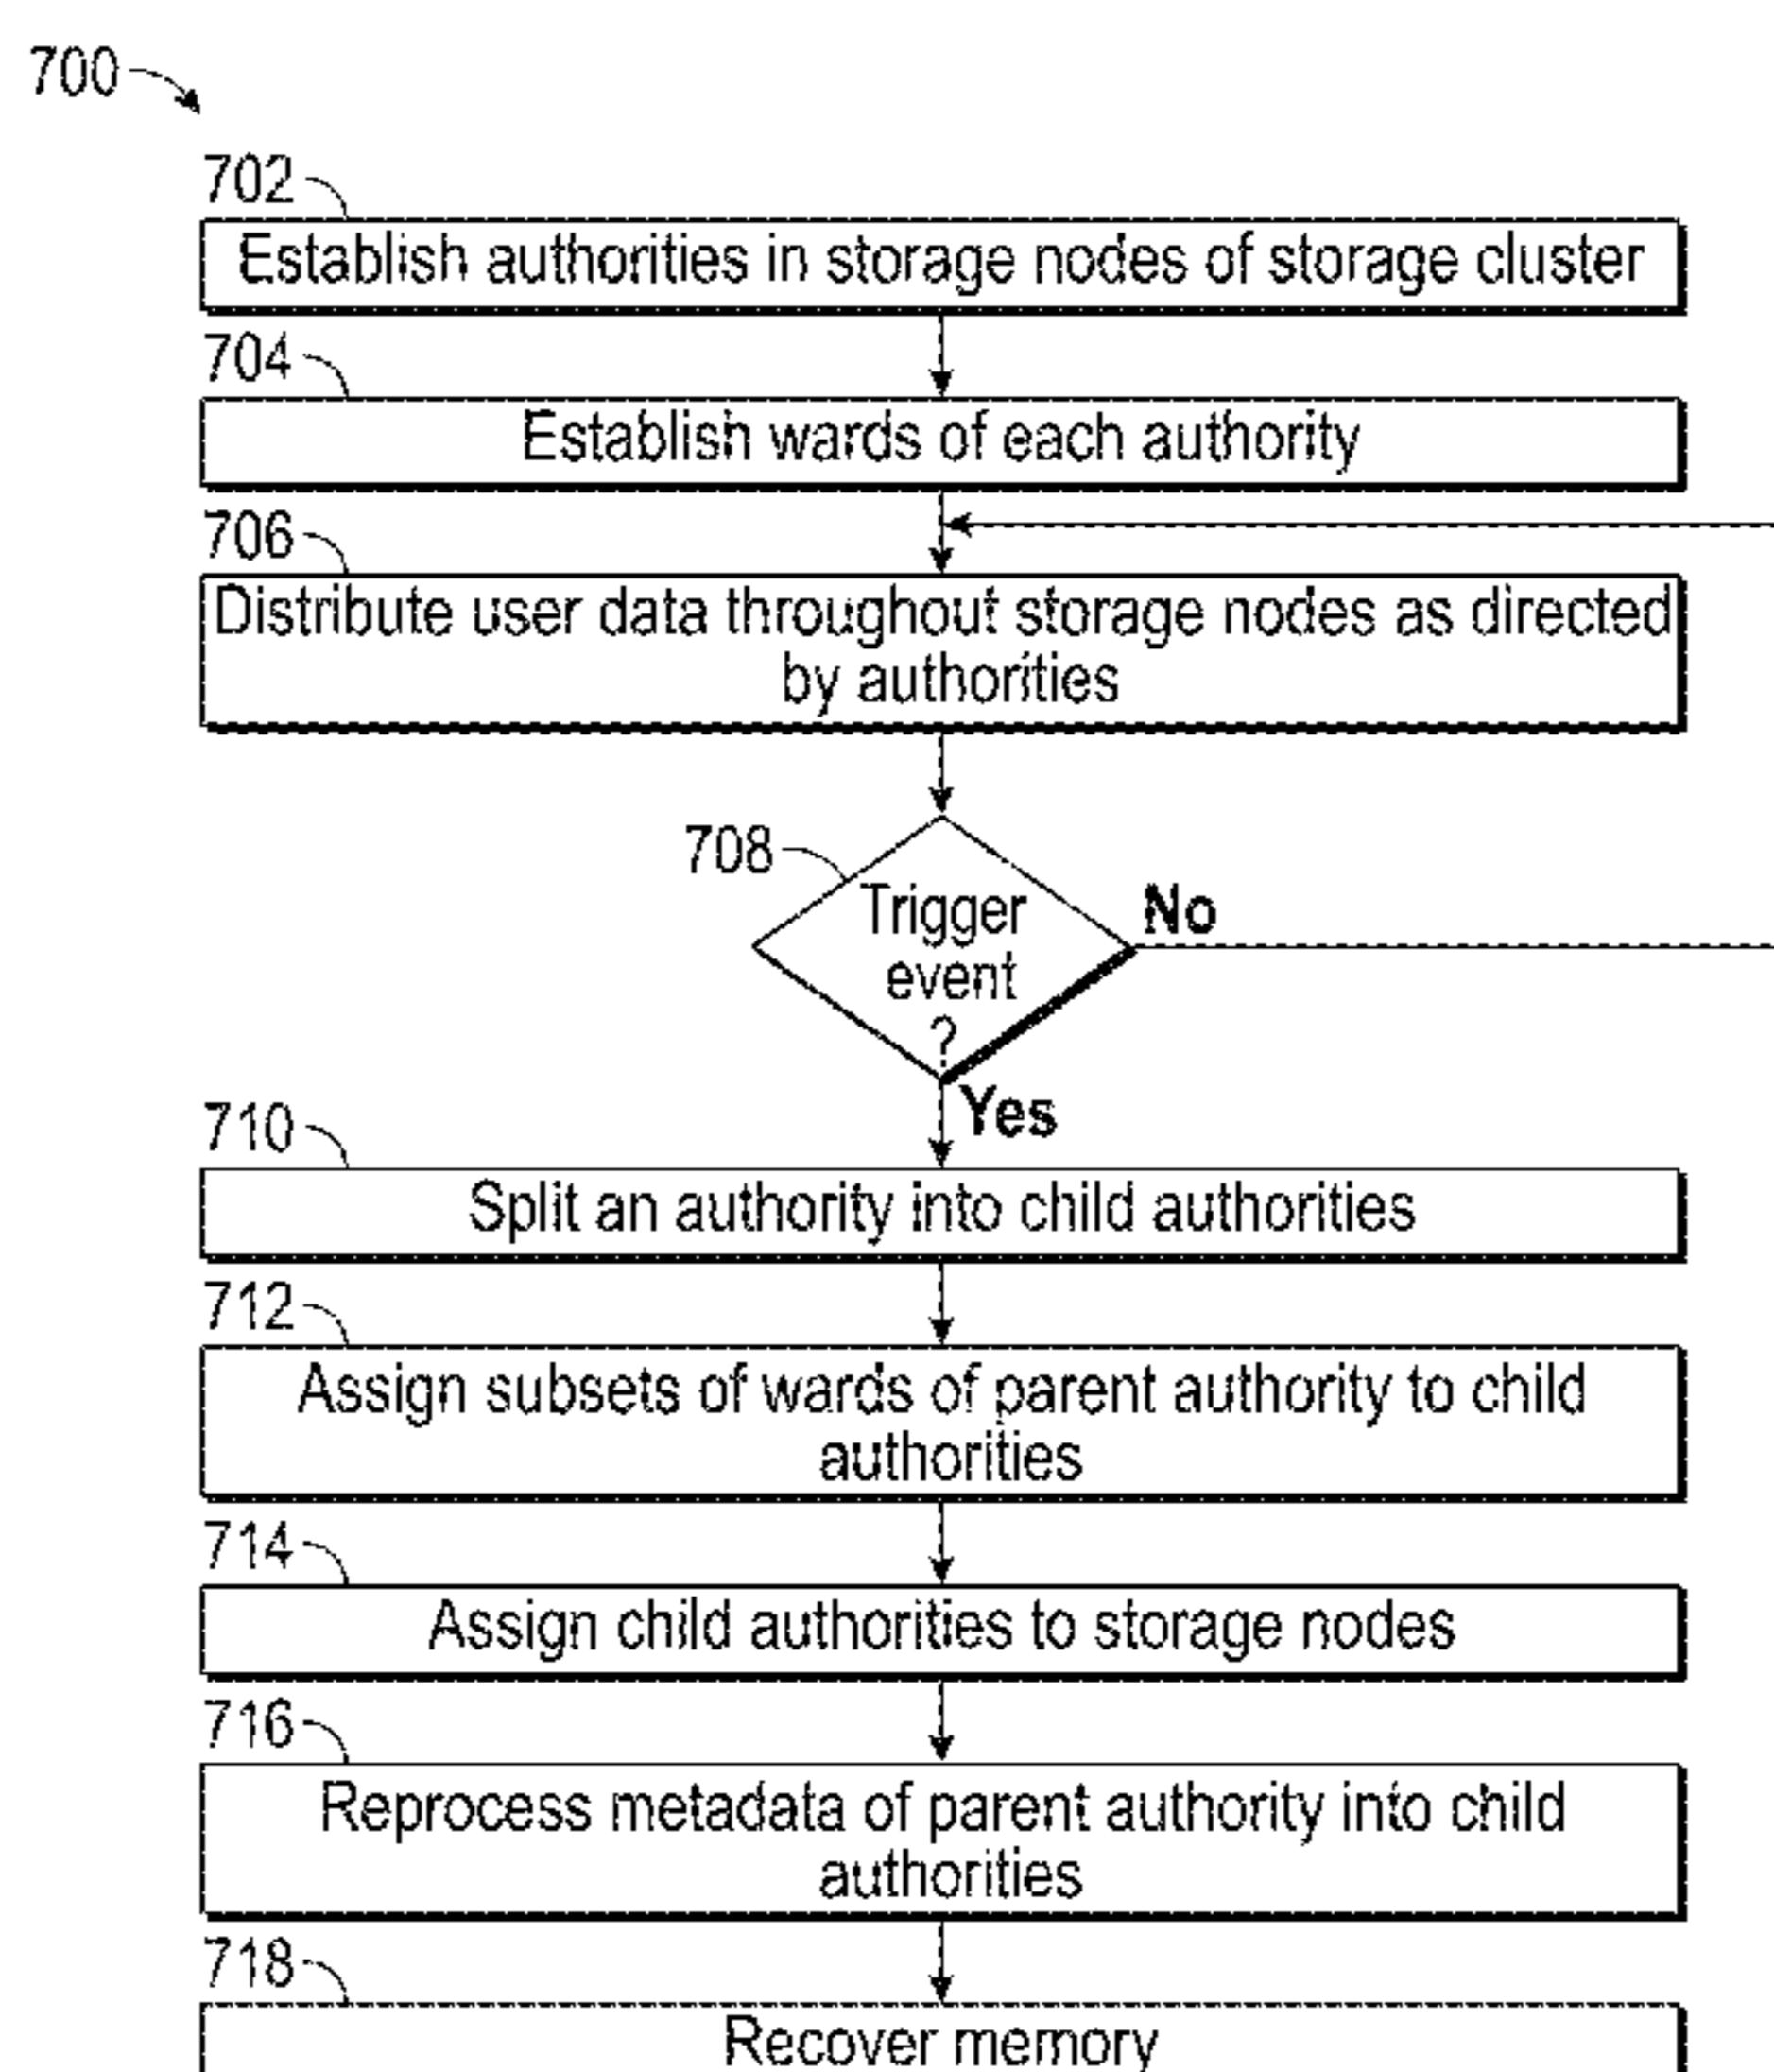 700
702
Establish authorities in storage nodes of storage cluster
704
Establish wards of each authority
706
Distribute user data throughout storage nodes as directed
by authorities
708
Trigger
event
?
No
Yes
710
Split an authority into child authorities
712
Assign subsets of wards of parent authority to child
authorities
714
Assign child authorities to storage nodes
716
Reprocess metadata of parent authority into child
authorities
718
Recover memory